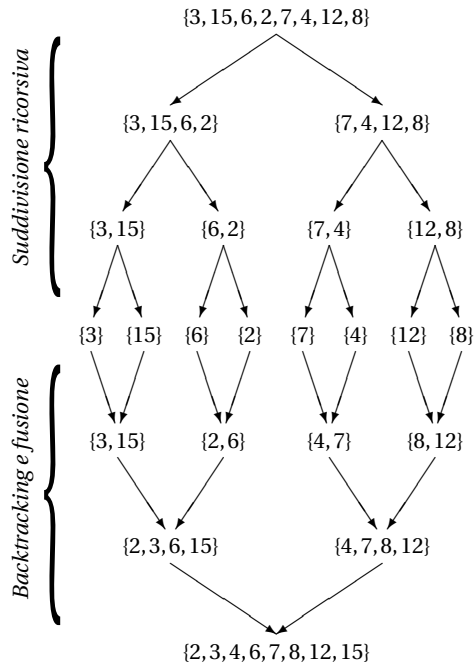 {3, 15, 6, 2, 7, 4, 12, 8}
Suddivisione ricorsiva
{3, 15, 6, 2} {7, 4, 12, 8}
{3, 15} {6, 2} {7, 4} {12, 8}
{3} {15} {6} {2} {7} {4} {12} {8}
Backtracking e fusione
{3, 15} {2, 6} {4, 7} {8, 12}
{2, 3, 6, 15} {4, 7, 8, 12}
{2, 3, 4, 6, 7, 8, 12, 15}